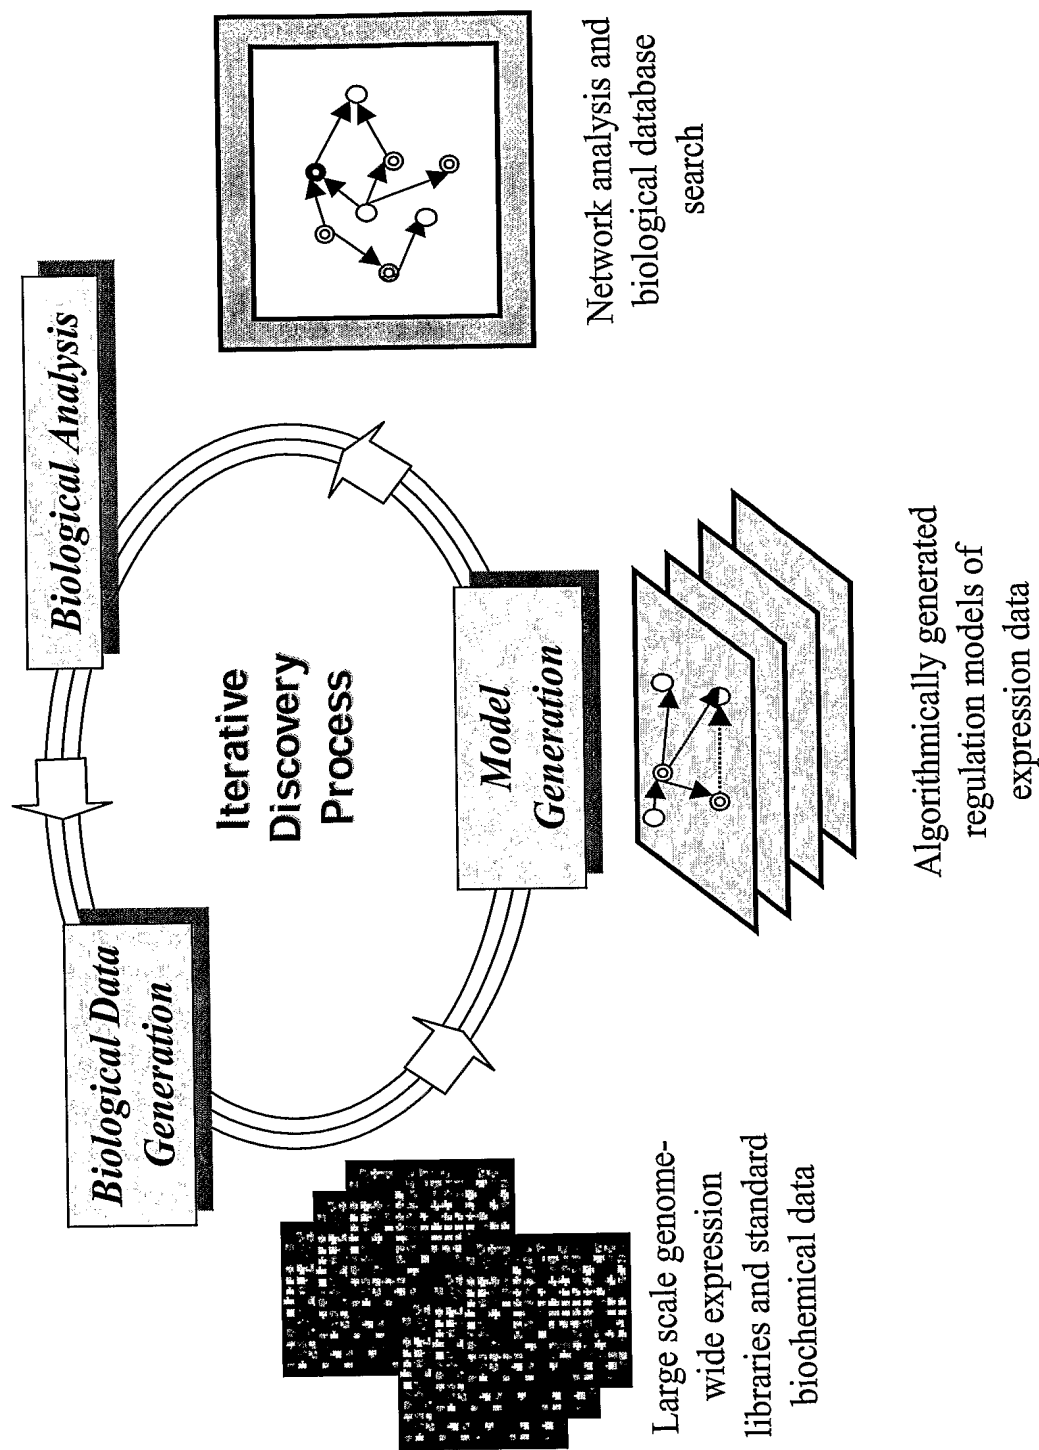 Biological Data
Generation
Biological Analysis
Iterative
Discovery
Process
Model
Generation
Large scale genome-
wide expression
libraries and standard
biochemical data
Algorithmically generated
regulation models of
expression data
Network analysis and
biological database
search